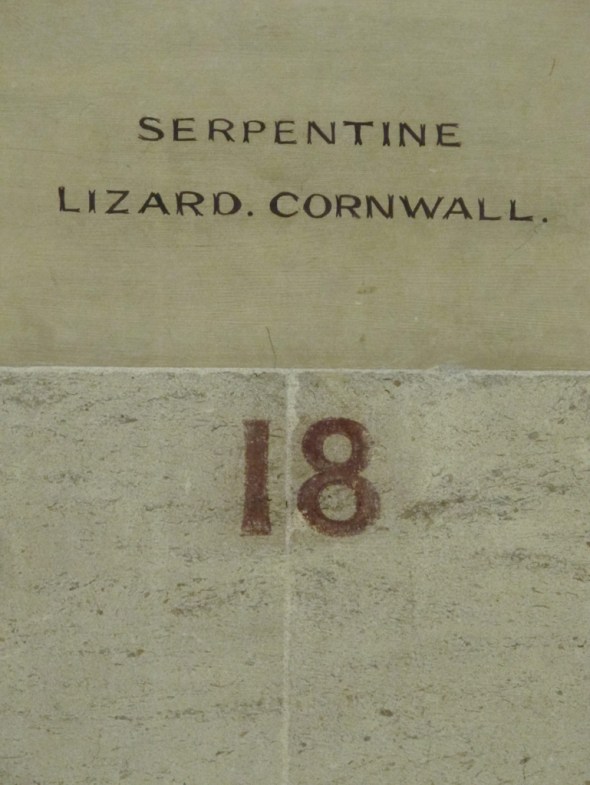 SERPENTINE
LIZARD. CORNWALL.
18